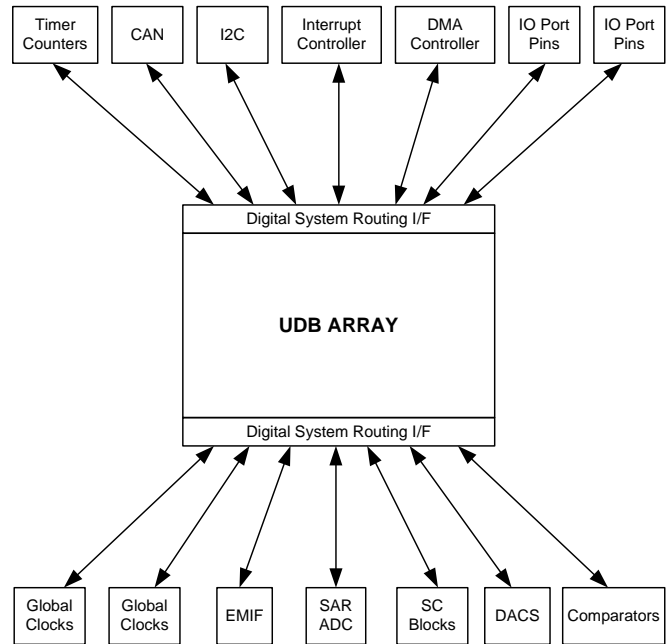 Timer
Counters
CAN
I2C
Interrupt
Controller
DMA
Controller
IO Port
Pins
IO Port
Pins
Digital System Routing I/F
UDB ARRAY
Digital System Routing I/F
Global
Clocks
Global
Clocks
EMIF
SAR
ADC
SC
Blocks
DACS
Comparators